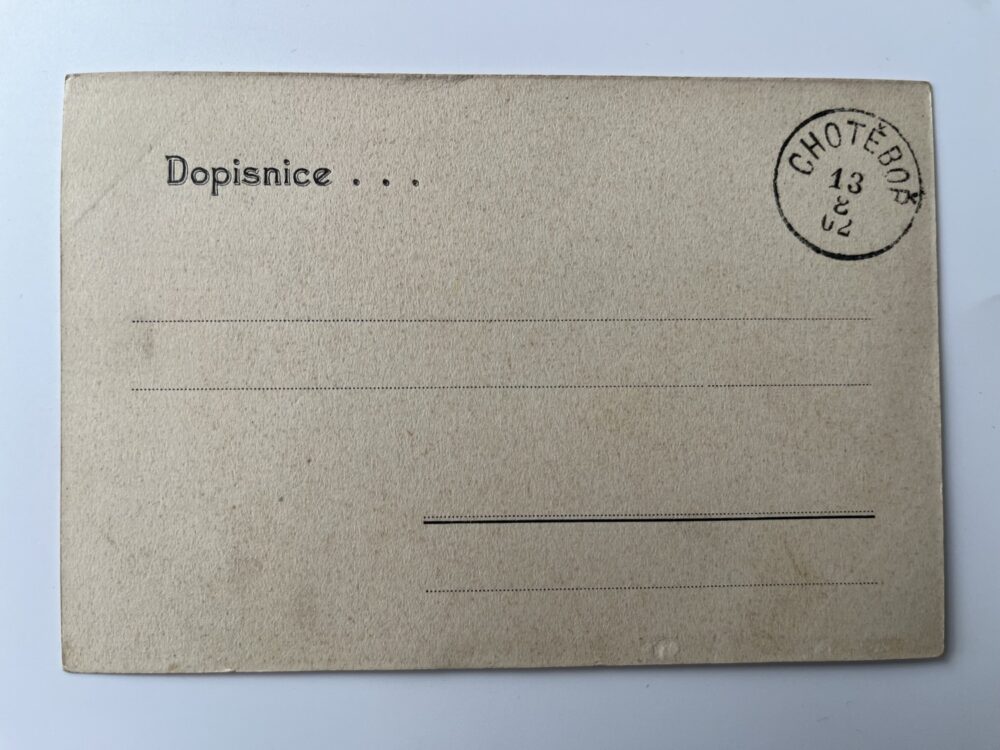 Dopisnice . . .
CHOTĚBOŘ
13
8
02